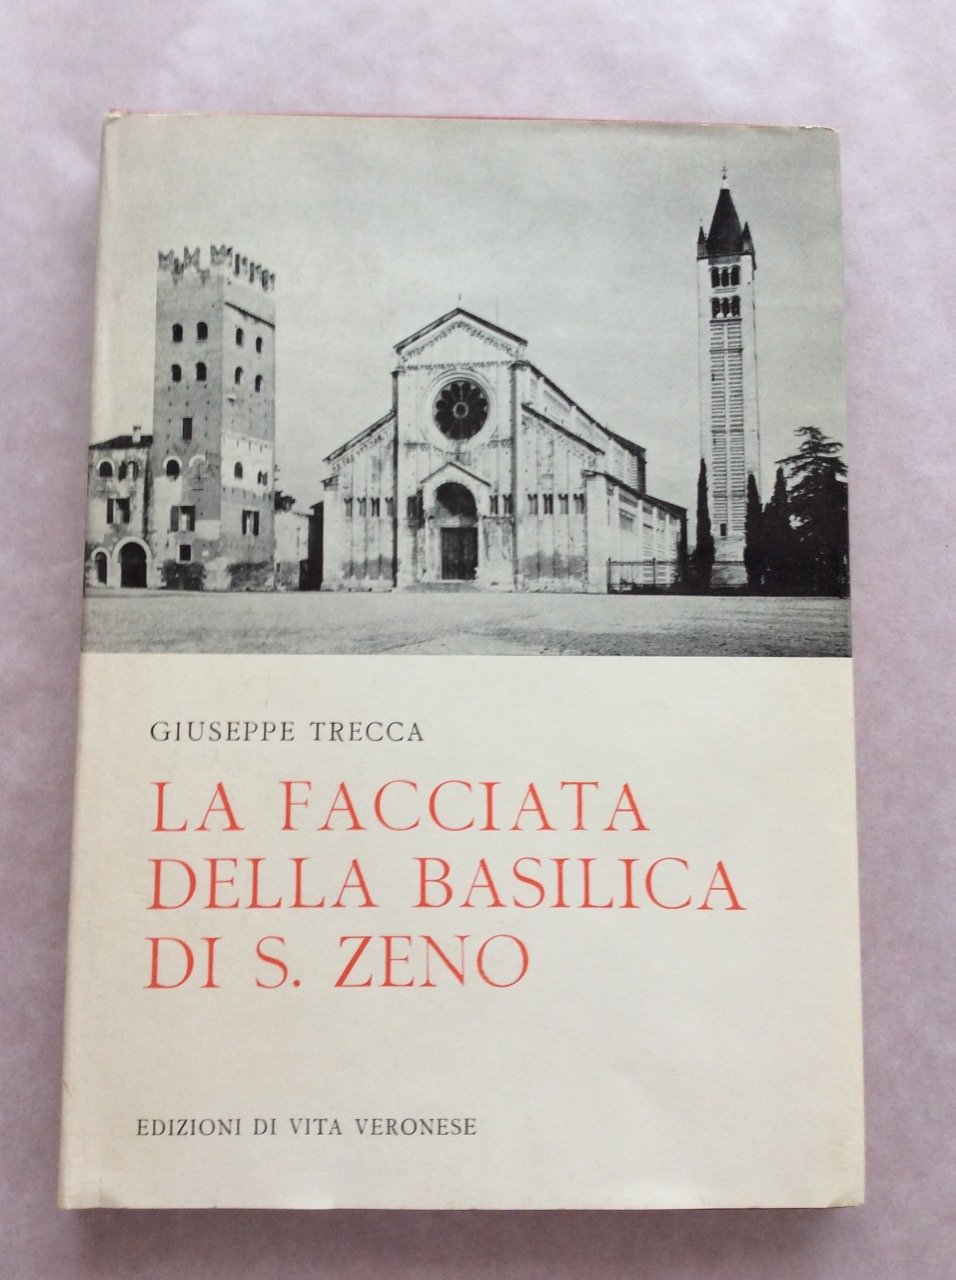 GIUSEPPE TRECCA
LA FACCIATA
DELLA BASILICA
DI S. ZENO
EDIZIONI DI VITA VERONESE